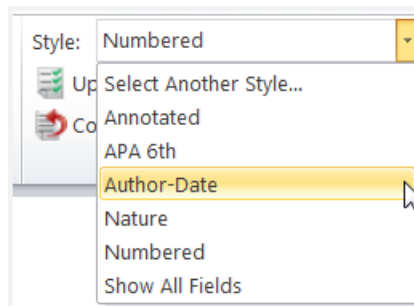 Style: Numbered
Up
Select Another Style...
Co
Annotated
APA 6th
Author-Date
Nature
Numbered
Show All Fields